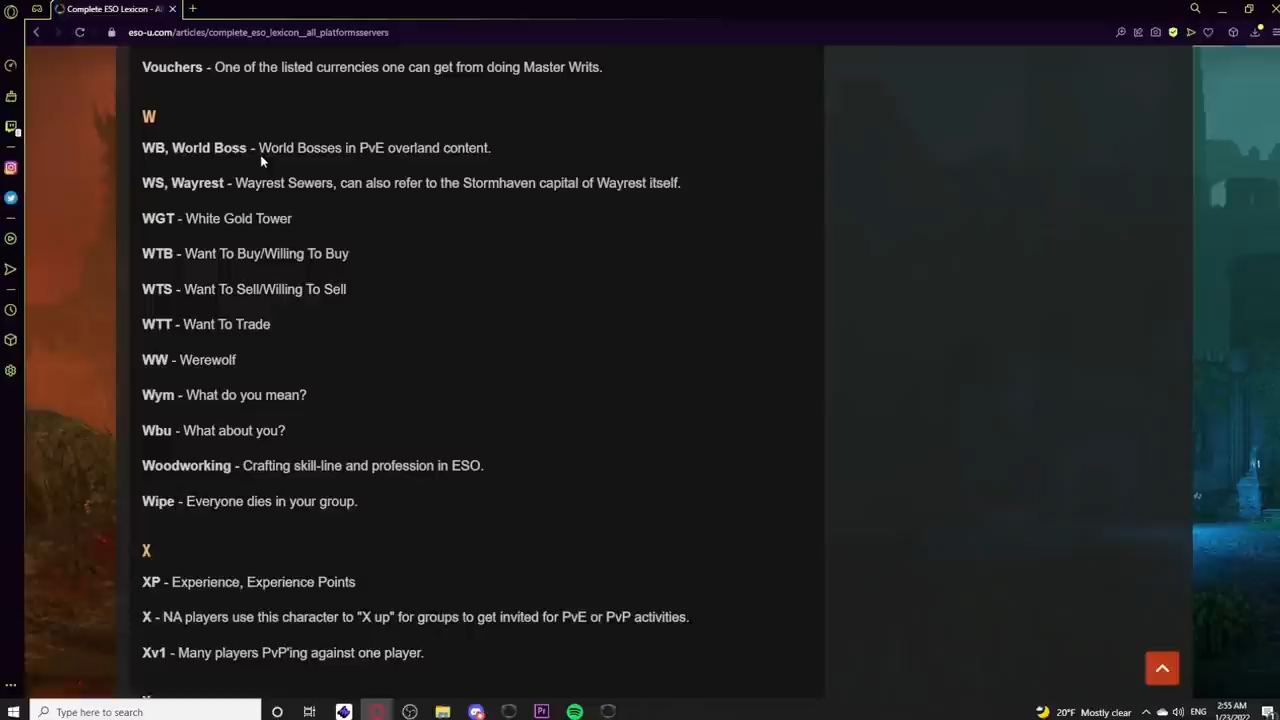 Complete ESO Lexicon - Al
eso-u.com/articles/complete_eso_lexicon__all_platformsservers
Vouchers - One of the listed currencies one can get from doing Master Writs.
W
WB, World Boss - World Bosses in PvE overland content.
WS, Wayrest - Wayrest Sewers, can also refer to the Stormhaven capital of Wayrest itself.
WGT - White Gold Tower
WTB - Want To Buy/Willing To Buy
WTS - Want To Sell/Willing To Sell
WTT - Want To Trade
WW - Werewolf
Wym - What do you mean?
Wbu - What about you?
Woodworking - Crafting skill-line and profession in ESO.
Wipe - Everyone dies in your group.
X
XP - Experience, Experience Points
X - NA players use this character to "X up" for groups to get invited for PvE or PvP activities.
Xv1 - Many players PvP'ing against one player.
Type here to search
Pr
20°F Mostly clear
ENG
2:55 AM
1/23/2022